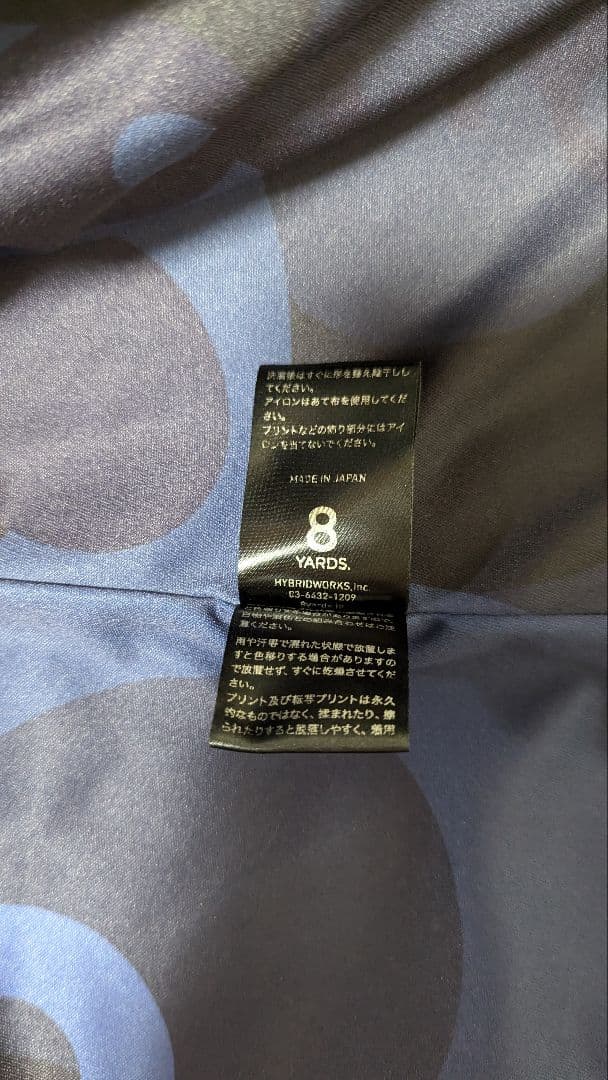 洗濯後はすぐに形を整え陰干しし
てください。
アイロンはあて布を使用してくだ
さい。
プリントなどの飾り部分にはアイ
ロンを当てないでください。
MADE IN JAPAN
8
YARDS.
HYBRIDWORKS,Inc.
03-6432-1209
意ください。
雨や汗等で濡れた状態で放置しま
すと色移りする場合がありますの
で放置せず、すぐに乾燥させてくだ
さい。
プリント及び転写プリントは永久
的なものではなく、揉まれたり、擦
られたりすると脱落しやすく、着用